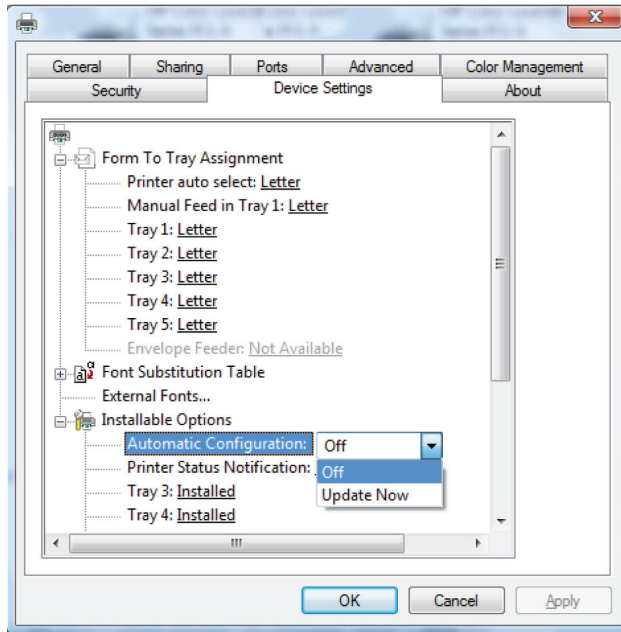 General Sharing Ports Advanced Color Management
Security Device Settings About
Form To Tray Assignment
Printer auto select: Letter
Manual Feed in Tray 1: Letter
Tray 1: Letter
Tray 2: Letter
Tray 3: Letter
Tray 4: Letter
Tray 5: Letter
Envelope Feeder: Not Available
Font Substitution Table
External Fonts...
Installable Options
Automatic Configuration: Off
Printer Status Notification:
Off
Update Now
Tray 3: Installed
Tray 4: Installed
OK Cancel Apply